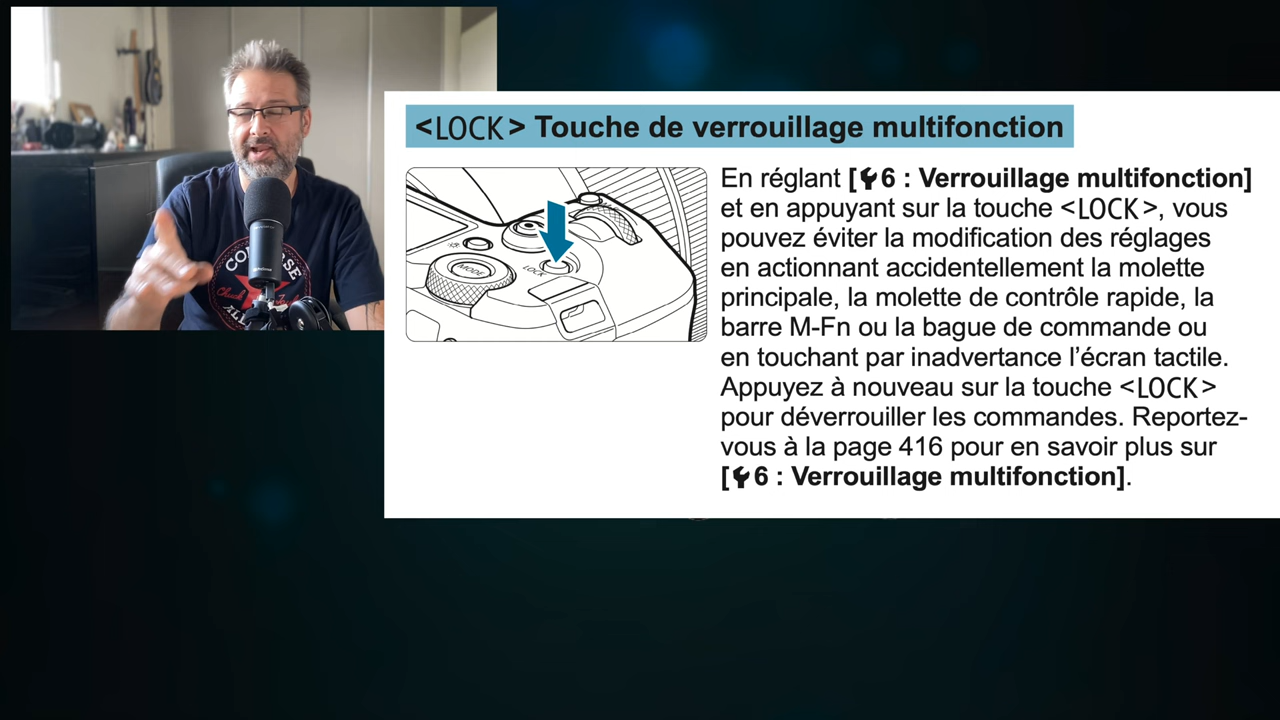 <LOCK> Touche de verrouillage multifonction
En réglant [6 : Verrouillage multifonction]
et en appuyant sur la touche <LOCK>, vous
pouvez éviter la modification des réglages
en actionnant accidentellement la molette
principale, la molette de contrôle rapide, la
barre M-Fn ou la bague de commande ou
en touchant par inadvertance l’écran tactile.
Appuyez à nouveau sur la touche <LOCK>
pour déverrouiller les commandes. Reportez-
vous à la page 416 pour en savoir plus sur
[6 : Verrouillage multifonction].
MODE
LOCK